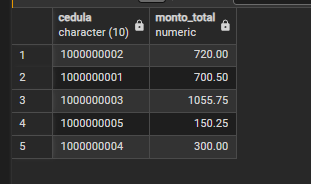 cedula monto_total
character (10) numeric
1 1000000002 720.00
2 1000000001 700.50
3 1000000003 1055.75
4 1000000005 150.25
5 1000000004 300.00